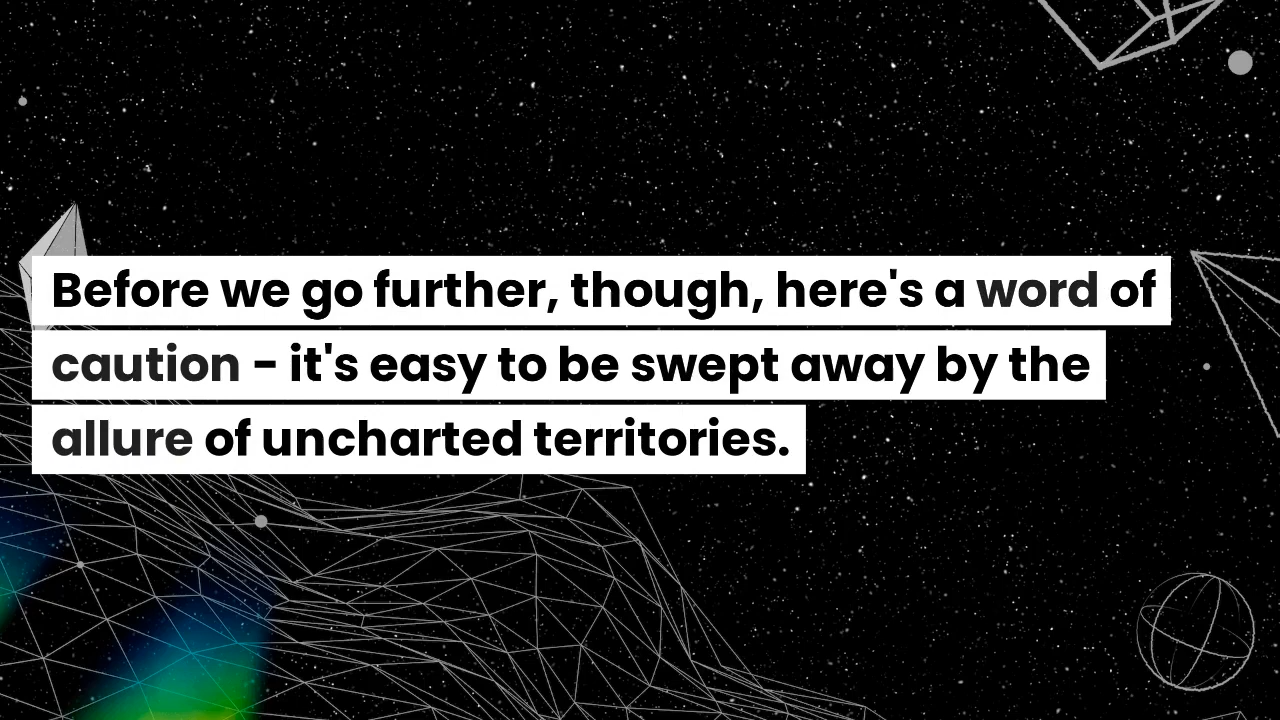 Before we go further, though, here's a word of
caution - it's easy to be swept away by the
allure of uncharted territories.